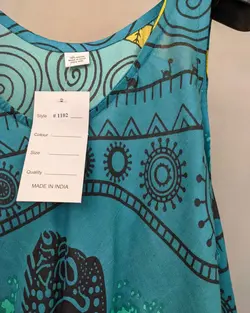 Style # 1182
Colour
Size
Quality
MADE IN INDIA